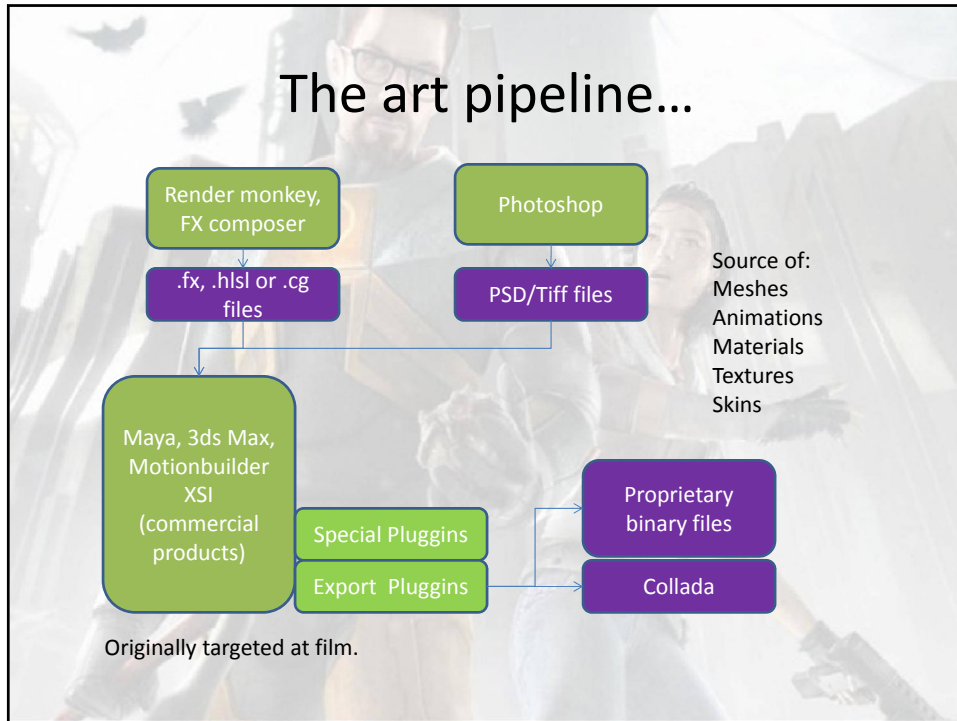 The art pipeline…
Render monkey,
FX composer
Photoshop
.fx, .hlsl or .cg
files
PSD/Tiff files
Source of:
Meshes
Animations
Materials
Textures
Skins
Maya, 3ds Max,
Motionbuilder
XSI
(commercial
products)
Special Pluggins
Export Pluggins
Proprietary
binary files
Collada
Originally targeted at film.